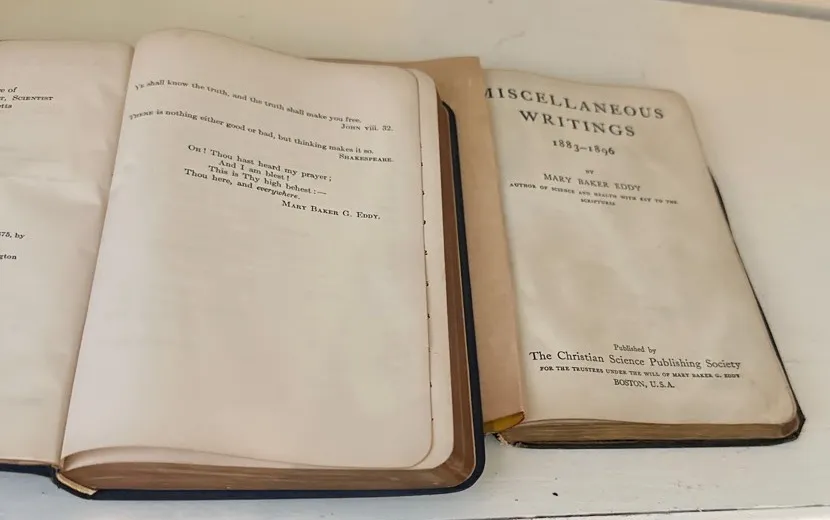 e of
T, SCIENTIST
etts
75, by
gton
Ye shall know the truth, and the truth shall make you free.
JOHN viii. 32.
THERE is nothing either good or bad, but thinking makes it so.
SHAKESPEARE.
OH! Thou hast heard my prayer;
And I am blest!
This is Thy high behest:—
Thou here, and everywhere.
MARY BAKER G. EDDY.
MISCELLANEOUS
WRITINGS
1883–1896
BY
MARY BAKER EDDY
AUTHOR OF SCIENCE AND HEALTH WITH KEY TO THE
SCRIPTURES
Published by
The Christian Science Publishing Society
FOR THE TRUSTEES UNDER THE WILL OF MARY BAKER G. EDDY
BOSTON, U.S.A.